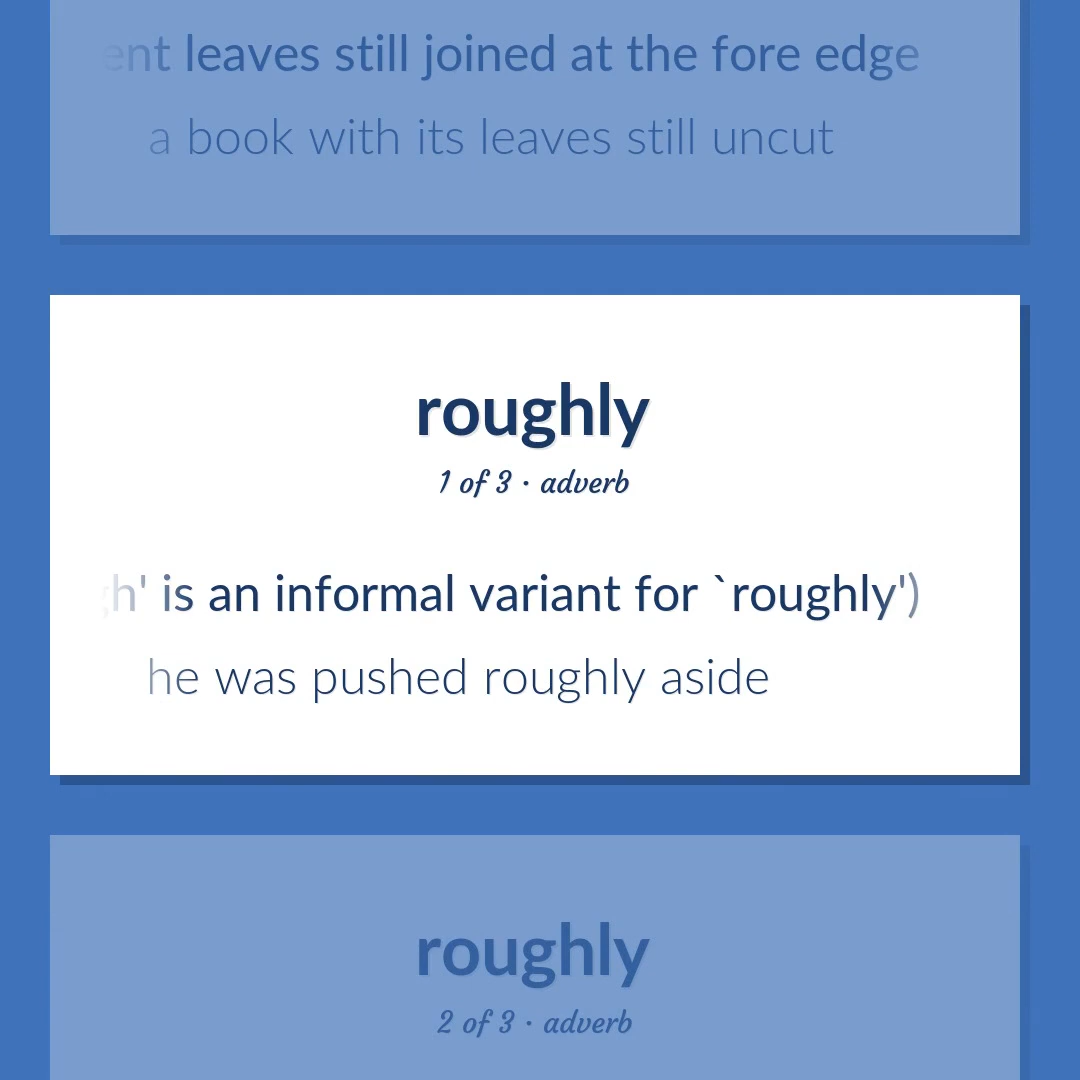 ent leaves still joined at the fore edge
a book with its leaves still uncut
roughly
1 of 3 · adverb
gh' is an informal variant for `roughly')
he was pushed roughly aside
roughly
2 of 3 · adverb